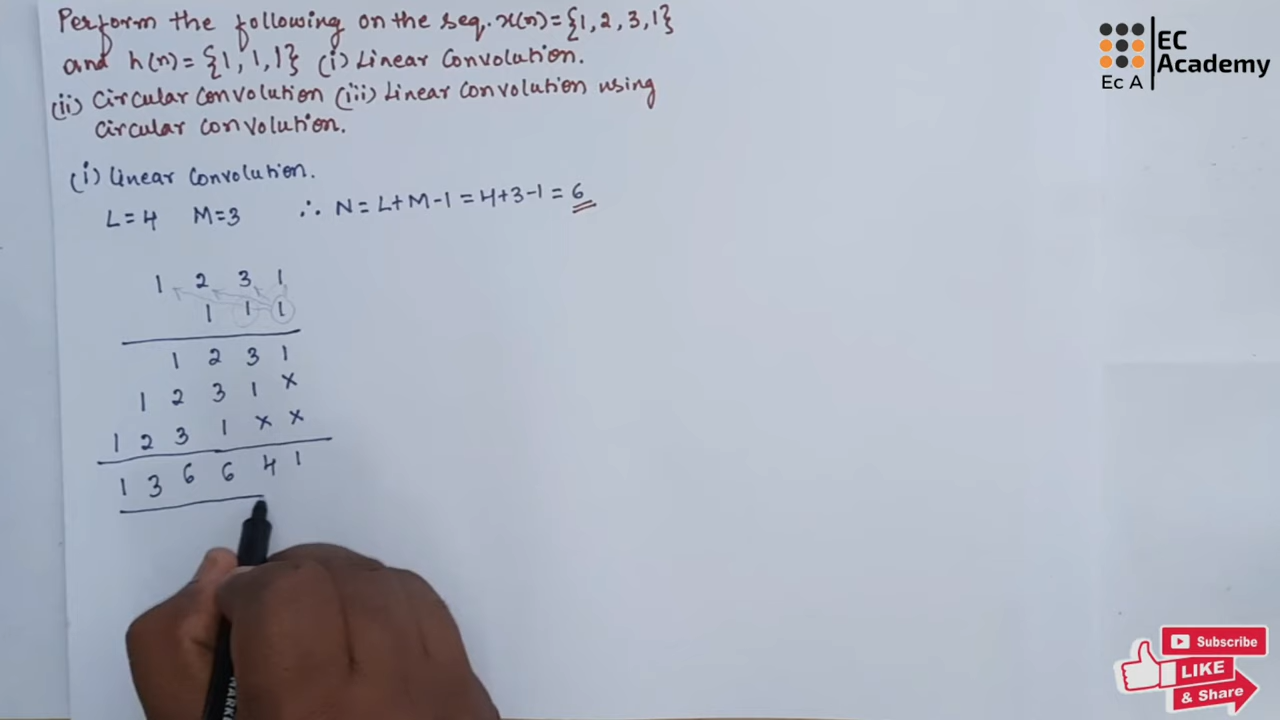 Perform the following on the seq. x(n) = {1, 2, 3, 1}
and h(n) = {1, 1, 1} (i) Linear Convolution.
(ii) Circular Convolution (iii) Linear Convolution using
Circular Convolution.
(i) Linear Convolution.
L = 4 M = 3 ∴ N = L+M-1 = 4+3-1 = 6
1 2 3 1
1 1 1
1 2 3 1
1 2 3 1 x
1 2 3 1 x x
1 3 6 6 4 1
EC
Academy
Ec A
Subscribe
LIKE
& Share